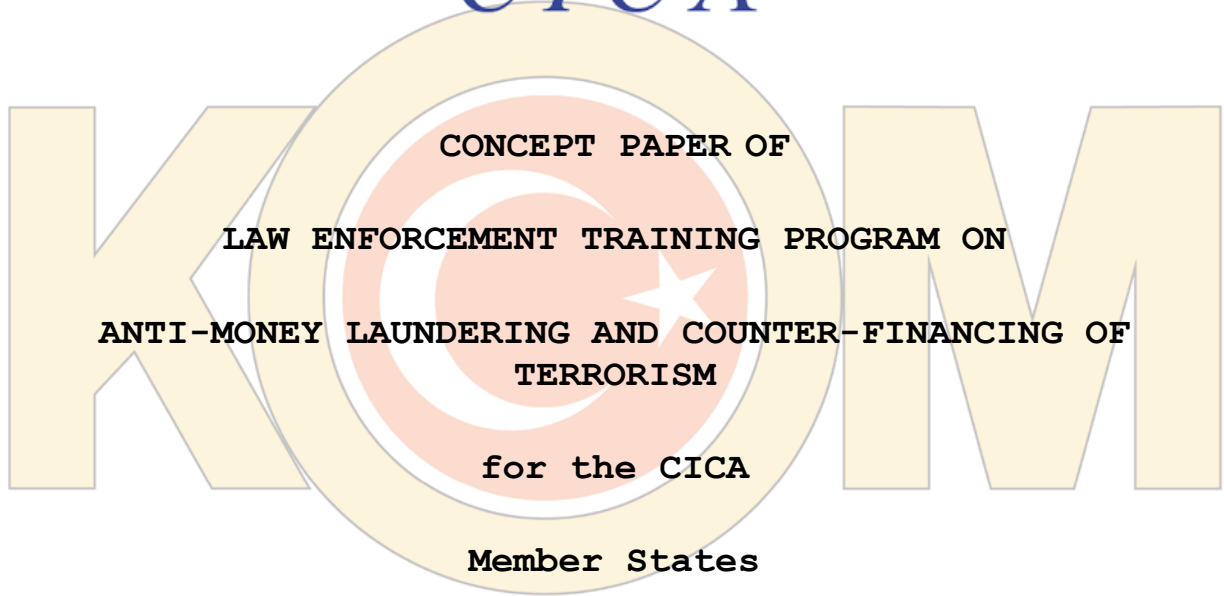 CICA
KOM
CONCEPT PAPER OF
LAW ENFORCEMENT TRAINING PROGRAM ON
ANTI-MONEY LAUNDERING AND COUNTER-FINANCING OF
TERRORISM
for the CICA
Member States